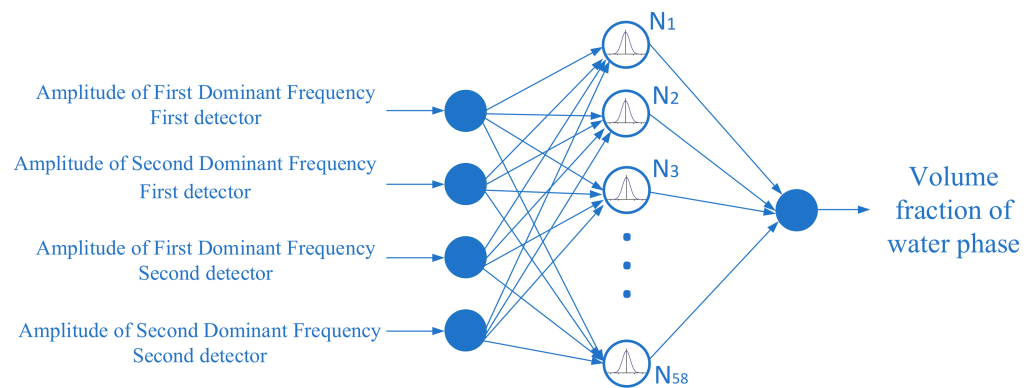 Amplitude of First Dominant Frequency
First detector
Amplitude of Second Dominant Frequency
First detector
Amplitude of First Dominant Frequency
Second detector
Amplitude of Second Dominant Frequency
Second detector
N1
N2
N3
N58
Volume
fraction of
water phase